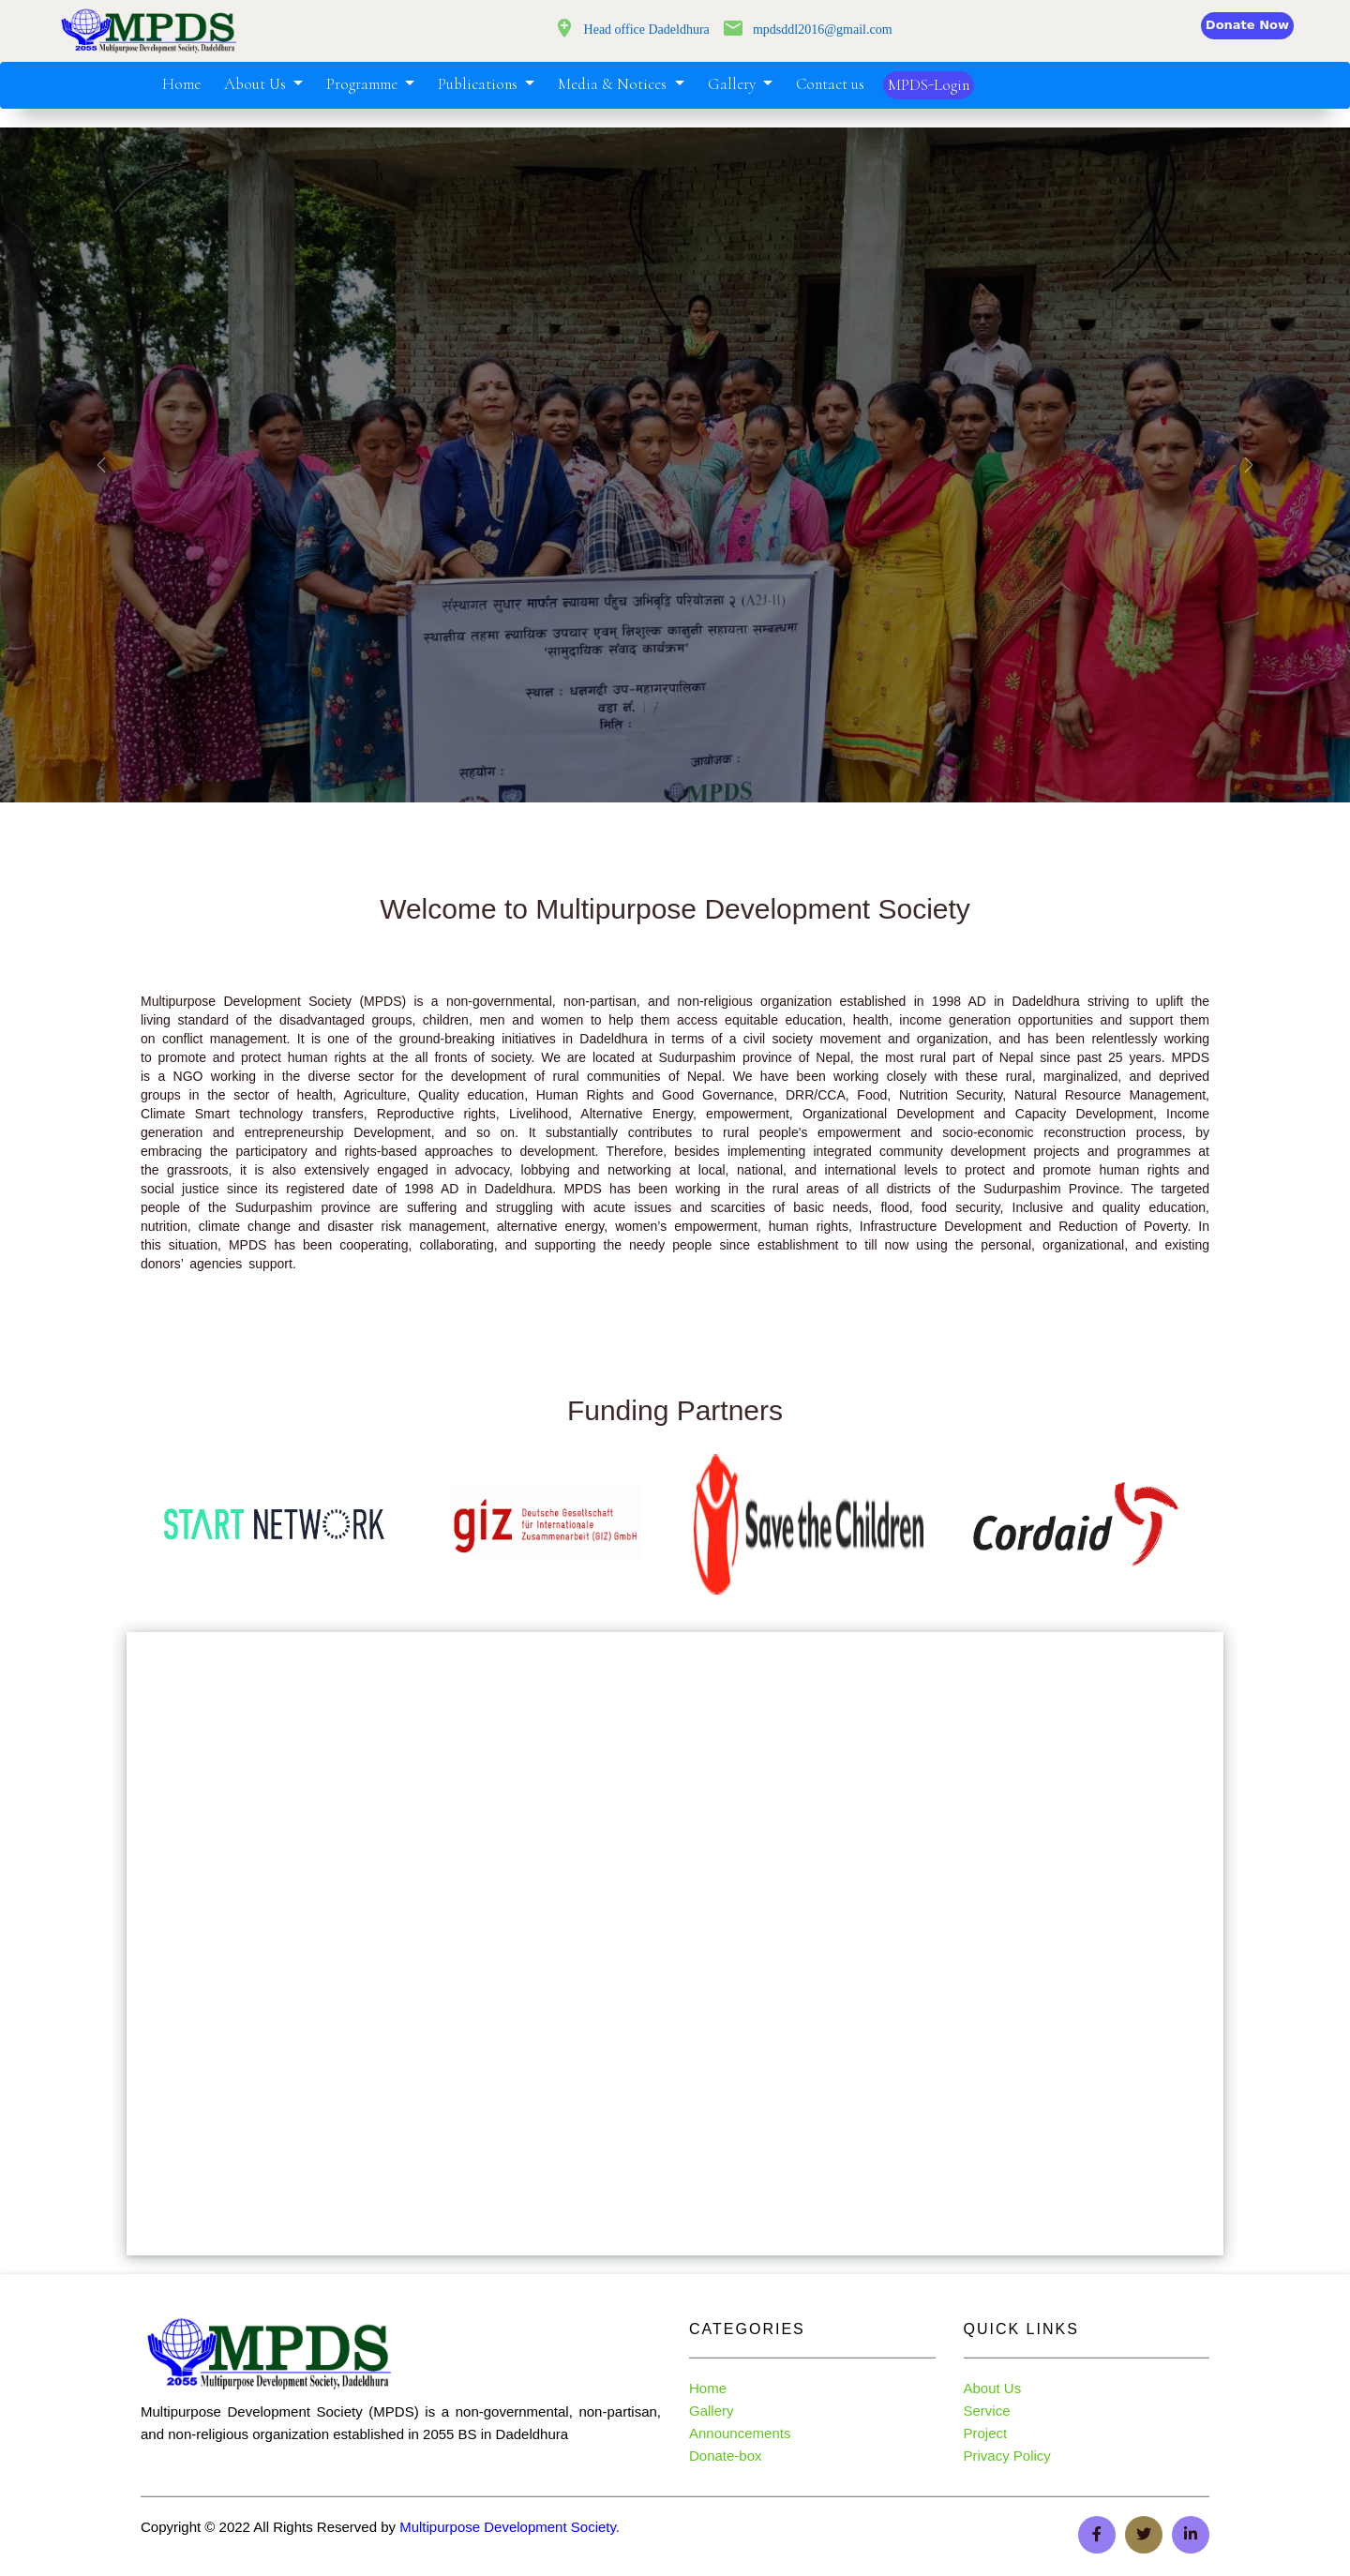 MPDS
2055 Multipurpose Development Society, Dadeldhura
Head office Dadeldhura mpdsddl2016@gmail.com
Donate Now
Home About Us Programme Publications Media & Notices Gallery Contact us MPDS-Login
संस्थागत सुधार मार्फत न्यायमा पहुँच अभिबृद्दि परियोजना २ (A2J-II)
स्थानीय तहमा न्यायिक उपचार एवम् निशुल्क कानुनी सहायता सम्बन्धमा
'सामुदायिक संवाद कार्यक्रम'
स्थान : धनगढी उप-महागरपालिका
वडा नं. 17
मिति :
सहयोग : आयोजक :
MPDS
Welcome to Multipurpose Development Society
Multipurpose Development Society (MPDS) is a non-governmental, non-partisan, and non-religious organization established in 1998 AD in Dadeldhura striving to uplift the
living standard of the disadvantaged groups, children, men and women to help them access equitable education, health, income generation opportunities and support them
on conflict management. It is one of the ground-breaking initiatives in Dadeldhura in terms of a civil society movement and organization, and has been relentlessly working
to promote and protect human rights at the all fronts of society. We are located at Sudurpashim province of Nepal, the most rural part of Nepal since past 25 years. MPDS
is a NGO working in the diverse sector for the development of rural communities of Nepal. We have been working closely with these rural, marginalized, and deprived
groups in the sector of health, Agriculture, Quality education, Human Rights and Good Governance, DRR/CCA, Food, Nutrition Security, Natural Resource Management,
Climate Smart technology transfers, Reproductive rights, Livelihood, Alternative Energy, empowerment, Organizational Development and Capacity Development, Income
generation and entrepreneurship Development, and so on. It substantially contributes to rural people's empowerment and socio-economic reconstruction process, by
embracing the participatory and rights-based approaches to development. Therefore, besides implementing integrated community development projects and programmes at
the grassroots, it is also extensively engaged in advocacy, lobbying and networking at local, national, and international levels to protect and promote human rights and
social justice since its registered date of 1998 AD in Dadeldhura. MPDS has been working in the rural areas of all districts of the Sudurpashim Province. The targeted
people of the Sudurpashim province are suffering and struggling with acute issues and scarcities of basic needs, flood, food security, Inclusive and quality education,
nutrition, climate change and disaster risk management, alternative energy, women's empowerment, human rights, Infrastructure Development and Reduction of Poverty. In
this situation, MPDS has been cooperating, collaborating, and supporting the needy people since establishment to till now using the personal, organizational, and existing
donors' agencies support.
Funding Partners
START NETWORK
giz Deutsche Gesellschaft
für Internationale
Zusammenarbeit (GIZ) GmbH
Save the Children
Cordaid
MPDS
2055 Multipurpose Development Society, Dadeldhura
Multipurpose Development Society (MPDS) is a non-governmental, non-partisan,
and non-religious organization established in 2055 BS in Dadeldhura
CATEGORIES
Home
Gallery
Announcements
Donate-box
QUICK LINKS
About Us
Service
Project
Privacy Policy
Copyright © 2022 All Rights Reserved by Multipurpose Development Society.